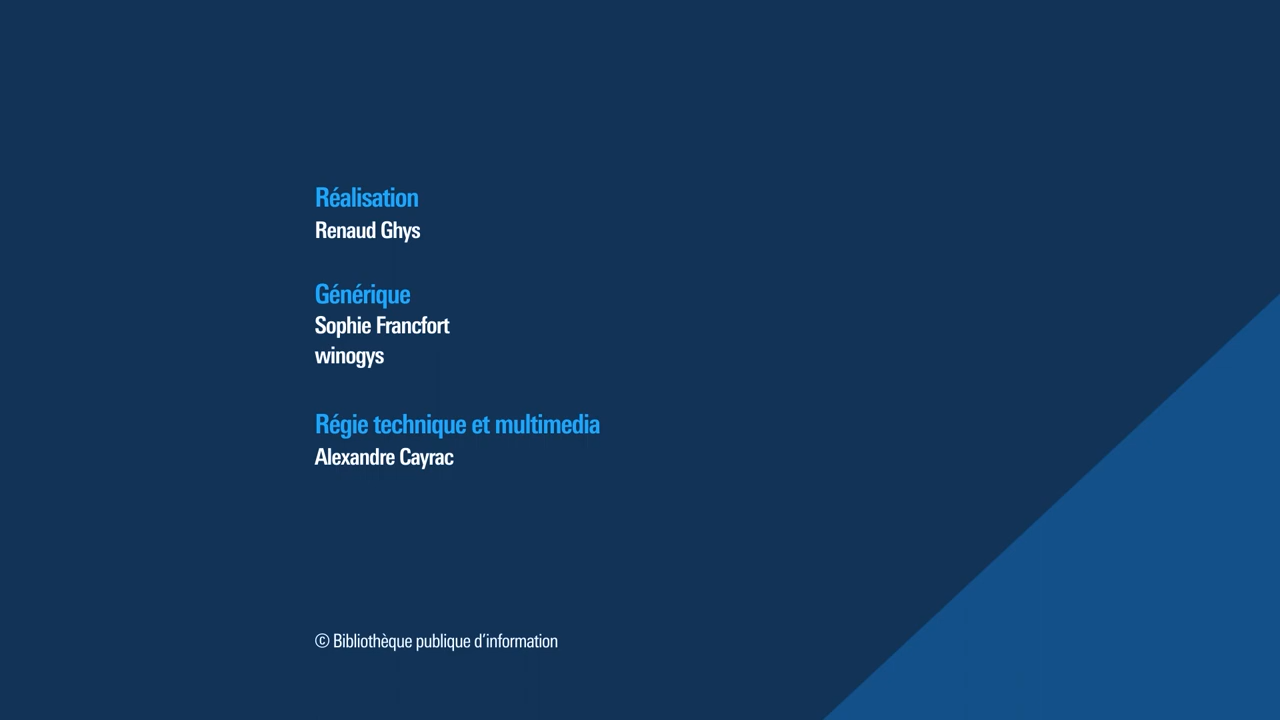 Réalisation
Renaud Ghys
Générique
Sophie Francfort
winogys
Régie technique et multimedia
Alexandre Cayrac
© Bibliothèque publique d’information